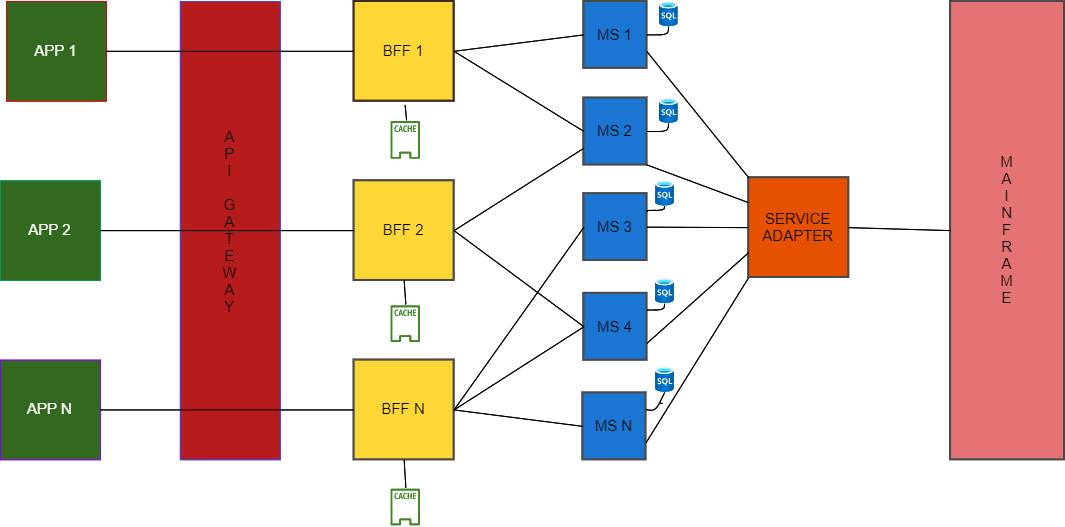 APP 1
BFF 1
MS 1
SQL
CACHE
MS 2
SQL
A
P
I
G
A
T
E
W
A
Y
APP 2
BFF 2
CACHE
MS 3
SQL
MS 4
SQL
SERVICE
ADAPTER
M
A
I
N
F
R
A
M
E
APP N
BFF N
CACHE
MS N
SQL